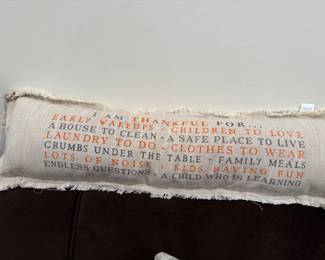 I AM THANKFUL FOR...
EARLY WAKEUPS • CHILDREN TO LOVE
A HOUSE TO CLEAN • A SAFE PLACE TO LIVE
LAUNDRY TO DO • CLOTHES TO WEAR
CRUMBS UNDER THE TABLE • FAMILY MEALS
LOTS OF NOISE • KIDS HAVING FUN
ENDLESS QUESTIONS • A CHILD WHO IS LEARNING